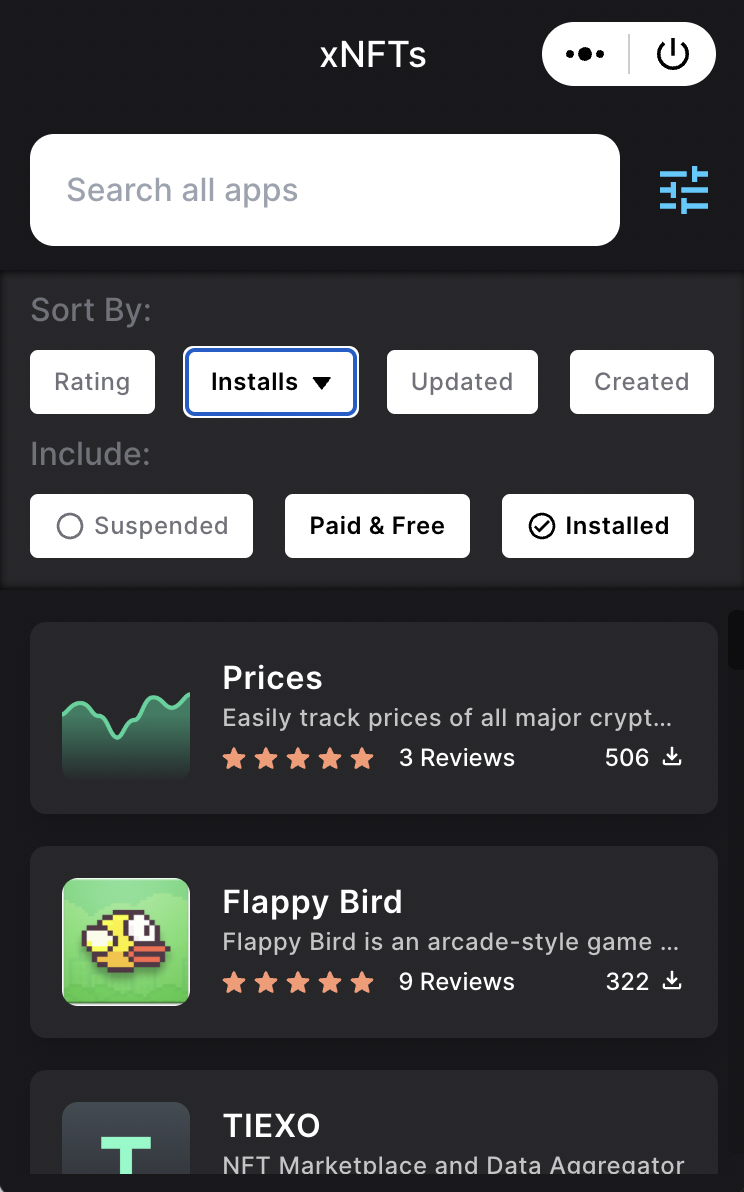 xNFTs
Search all apps
Sort By:
Rating Installs Updated Created
Include:
Suspended Paid & Free Installed
Prices
Easily track prices of all major crypt...
3 Reviews 506
Flappy Bird
Flappy Bird is an arcade-style game ...
9 Reviews 322
T
TIEXO
NFT Marketplace and Data Aggregator